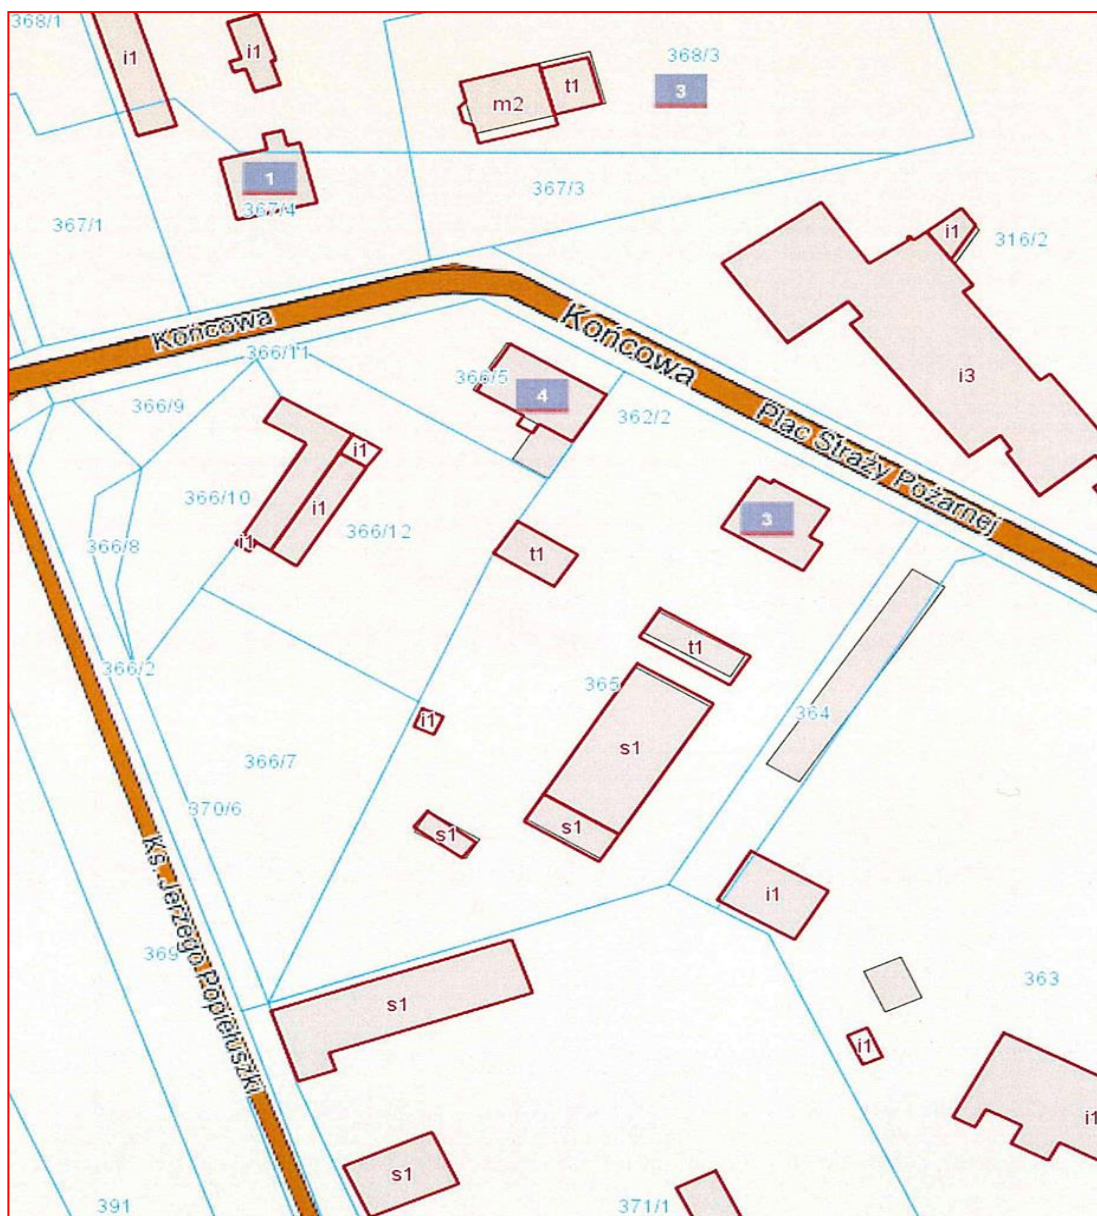 368/1
i1
i1
368/3
t1
m2
3
1
367/4
367/3
367/1
i1
316/2
Końcowa
Końcowa
366/11
366/5
4
i3
366/9
362/2
Plac Straży Pożarnej
i1
366/10
i1
366/12
3
i1
366/8
t1
t1
366/2
365
364
i1
s1
366/7
370/6
s1
s1
Ks. Jerzego Popiełuszki
i1
369
363
s1
i1
i1
s1
391
371/1